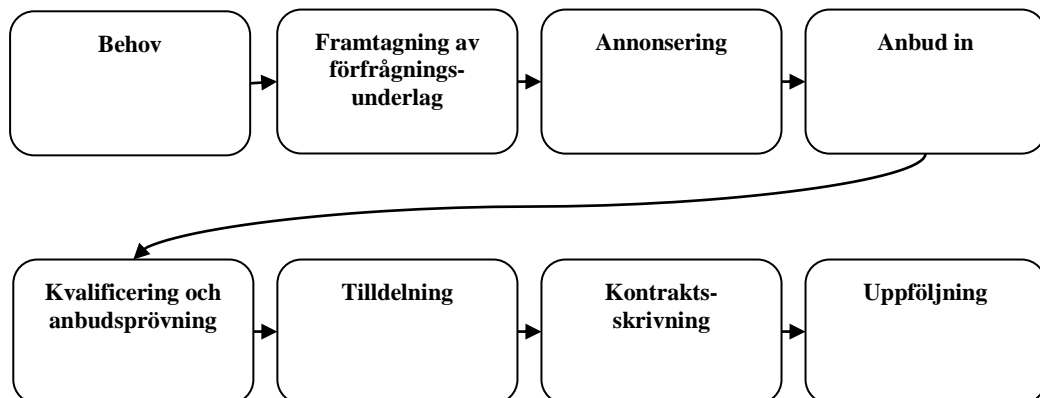 Behov
Framtagning av
förfrågnings-
underlag
Annonsering
Anbud in
Kvalificering och
anbudsprövning
Tilldelning
Kontrakts-
skrivning
Uppföljning